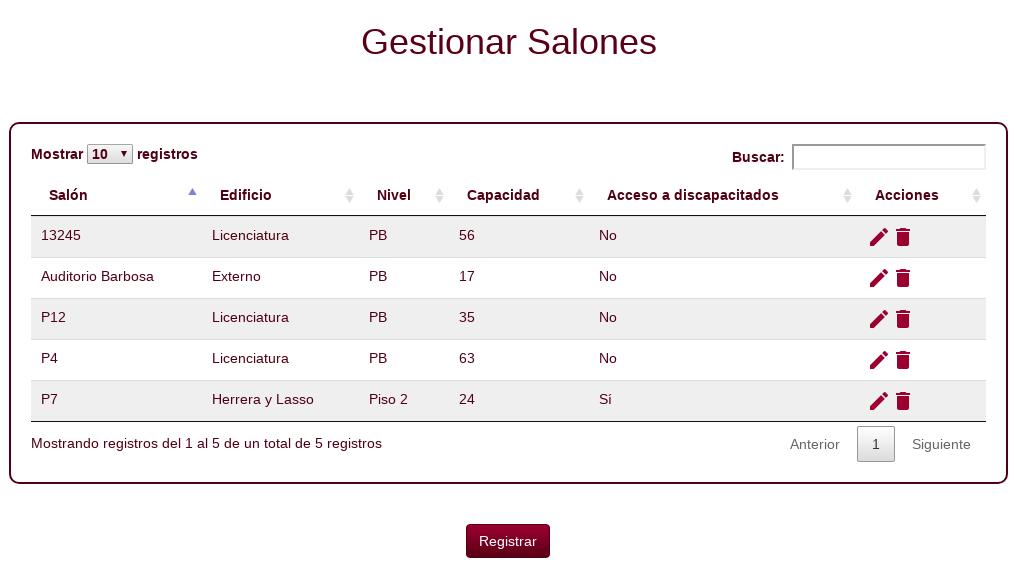 Gestionar Salones
Mostrar 10 registros Buscar:
Salón Edificio Nivel Capacidad Acceso a discapacitados Acciones
13245 Licenciatura PB 56 No
Auditorio Barbosa Externo PB 17 No
P12 Licenciatura PB 35 No
P4 Licenciatura PB 63 No
P7 Herrera y Lasso Piso 2 24 Sí
Mostrando registros del 1 al 5 de un total de 5 registros Anterior 1 Siguiente
Registrar